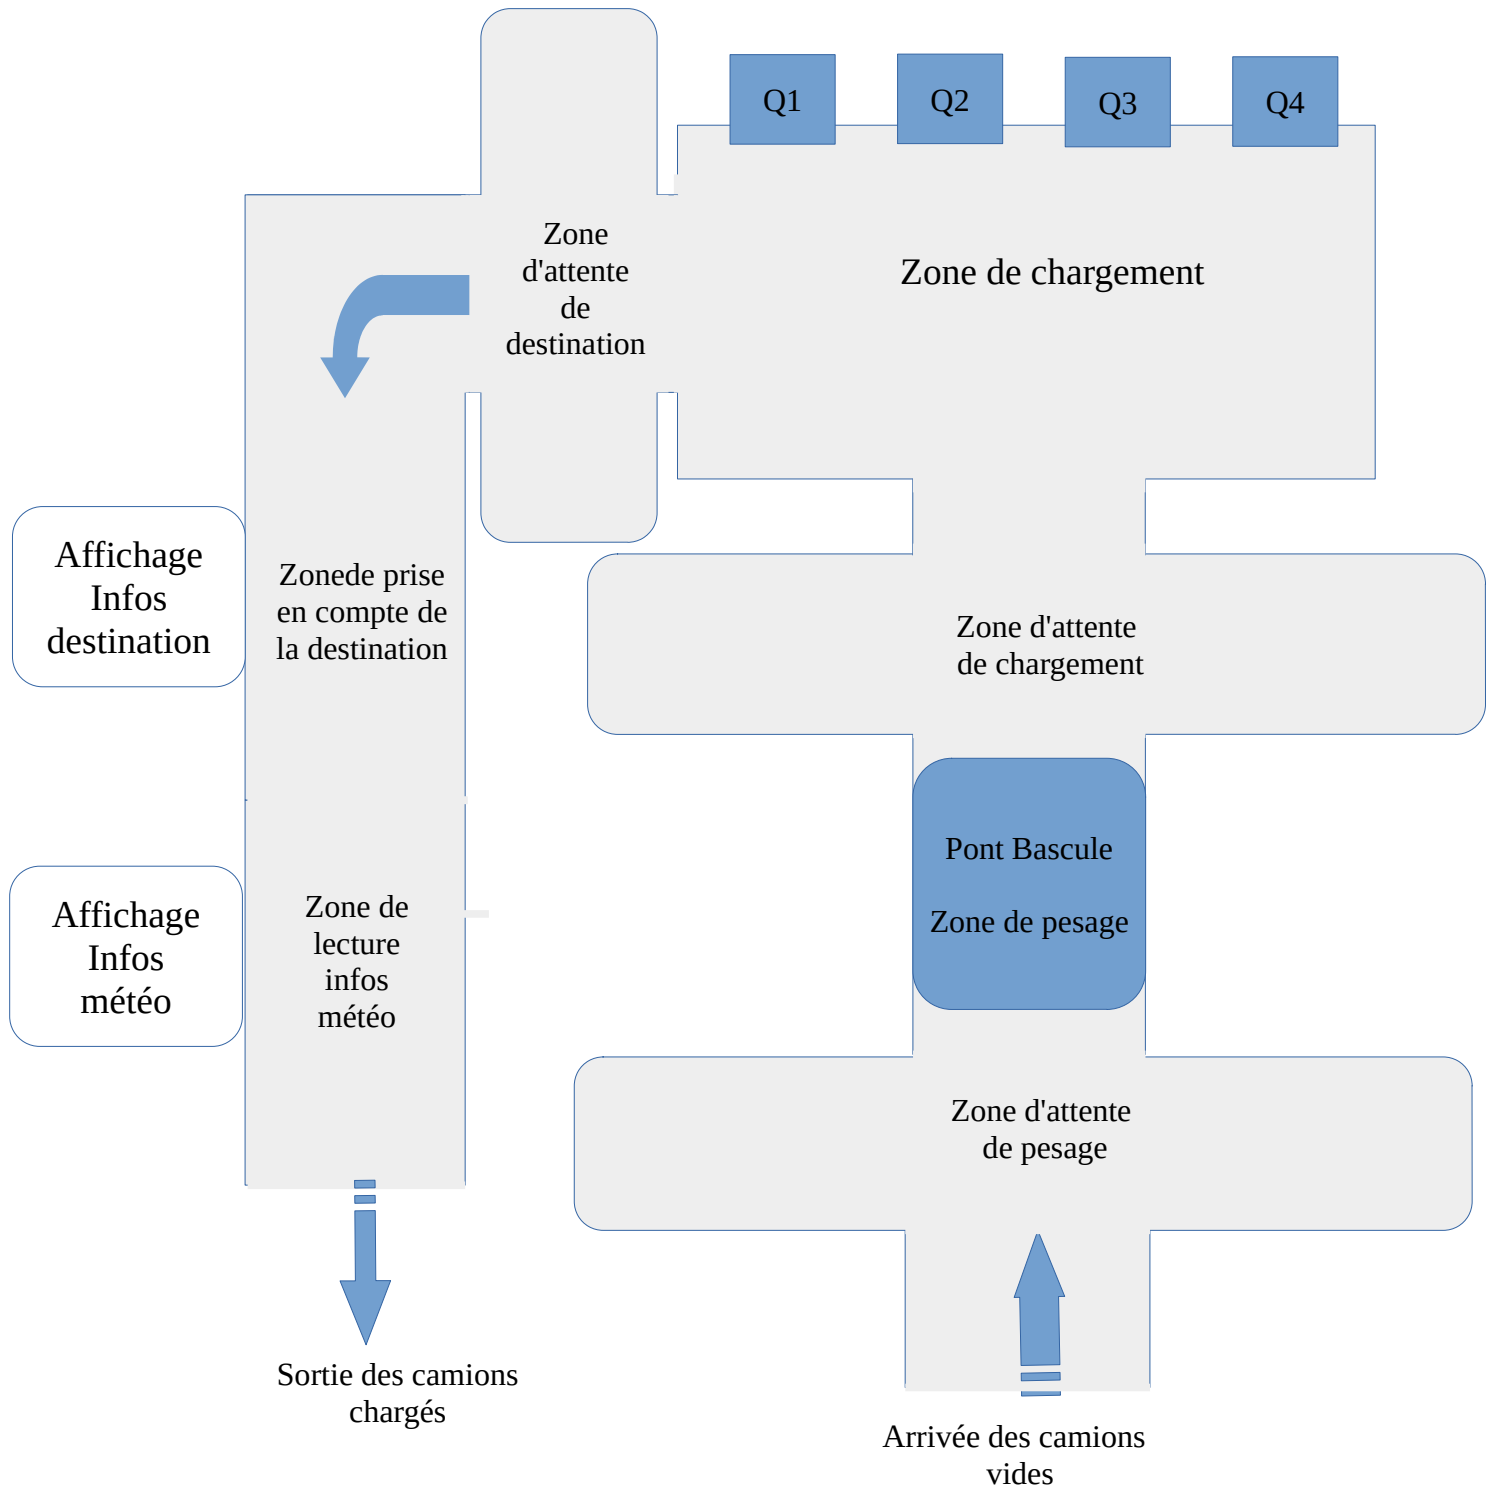 Q1
Q2
Q3
Q4
Zone
d'attente
de
destination
Zone de chargement
Affichage
Infos
destination
Zonede prise
en compte de
la destination
Zone d'attente
de chargement
Pont Bascule
Zone de pesage
Affichage
Infos
météo
Zone de
lecture
infos
météo
Zone d'attente
de pesage
Sortie des camions
chargés
Arrivée des camions
vides